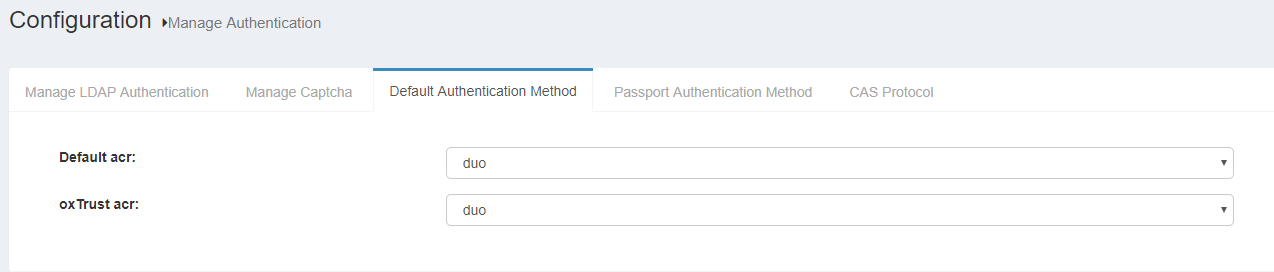 Configuration Manage Authentication
Manage LDAP Authentication Manage Captcha Default Authentication Method Passport Authentication Method CAS Protocol
Default acr: duo
oxTrust acr: duo